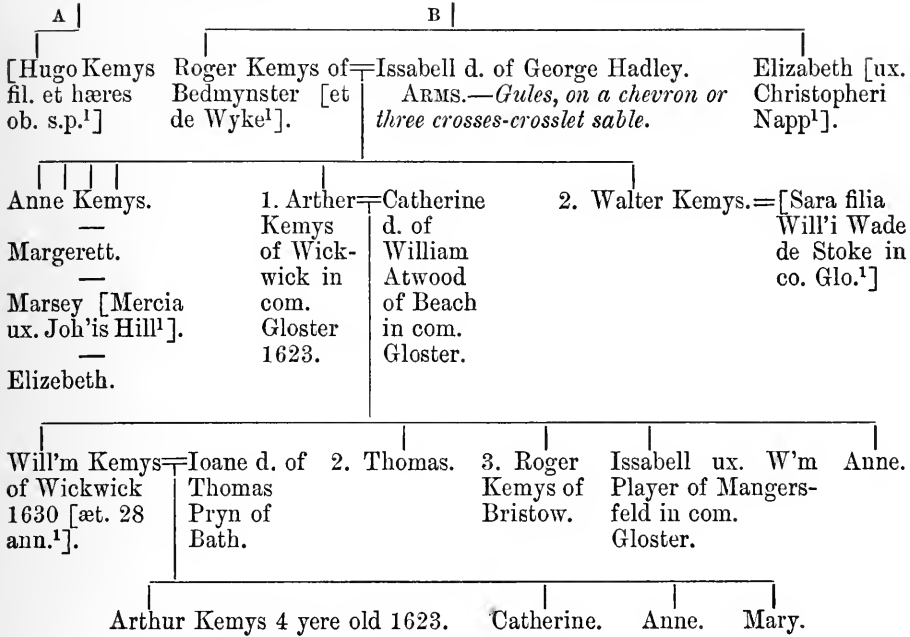 A
B
[Hugo Kemys
fil. et hæres
ob. s.p.¹]
Roger Kemys of
Bedmynster [et
de Wyke¹].
Issabell d. of George Hadley.
Arms.—Gules, on a chevron or
three crosses-crosslet sable.
Elizabeth [ux.
Christopheri
Napp¹].
Anne Kemys.
—
Margerett.
—
Marsey [Mercia
ux. Joh'is Hill¹].
—
Elizebeth.
1. Arther
Kemys
of Wick-
wick in
com.
Gloster
1623.
Catherine
d. of
William
Atwood
of Beach
in com.
Gloster.
2. Walter Kemys.=[Sara filia
Will'i Wade
de Stoke in
co. Glo.¹]
Will'm Kemys
of Wickwick
1630 [æt. 28
ann.¹].
Ioane d. of
Thomas
Pryn of
Bath.
2. Thomas.
3. Roger
Kemys of
Bristow.
Issabell ux. W'm
Player of Mangers-
feld in com.
Gloster.
Anne.
Arthur Kemys 4 yere old 1623.
Catherine.
Anne.
Mary.